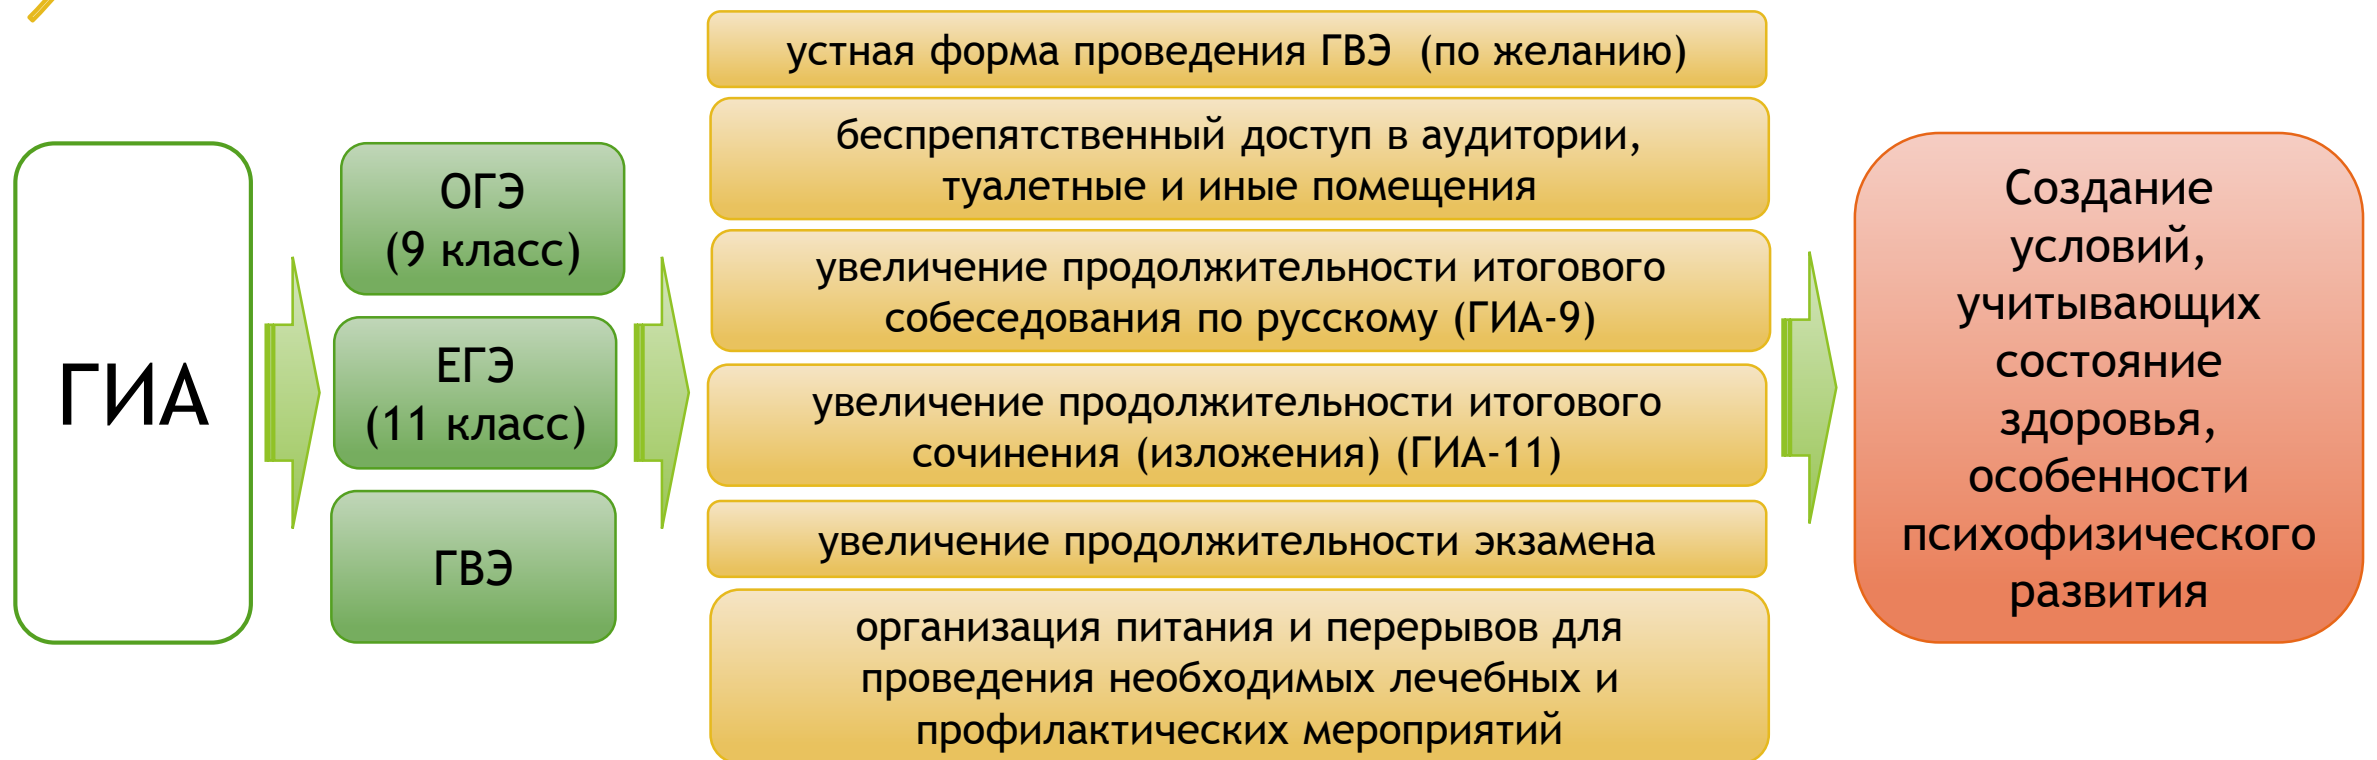 ГИА
ОГЭ
(9 класс)
ЕГЭ
(11 класс)
ГВЭ
устная форма проведения ГВЭ (по желанию)
беспрепятственный доступ в аудитории,
туалетные и иные помещения
увеличение продолжительности итогового
собеседования по русскому (ГИА-9)
увеличение продолжительности итогового
сочинения (изложения) (ГИА-11)
увеличение продолжительности экзамена
организация питания и перерывов для
проведения необходимых лечебных и
профилактических мероприятий
Создание
условий,
учитывающих
состояние
здоровья,
особенности
психофизического
развития